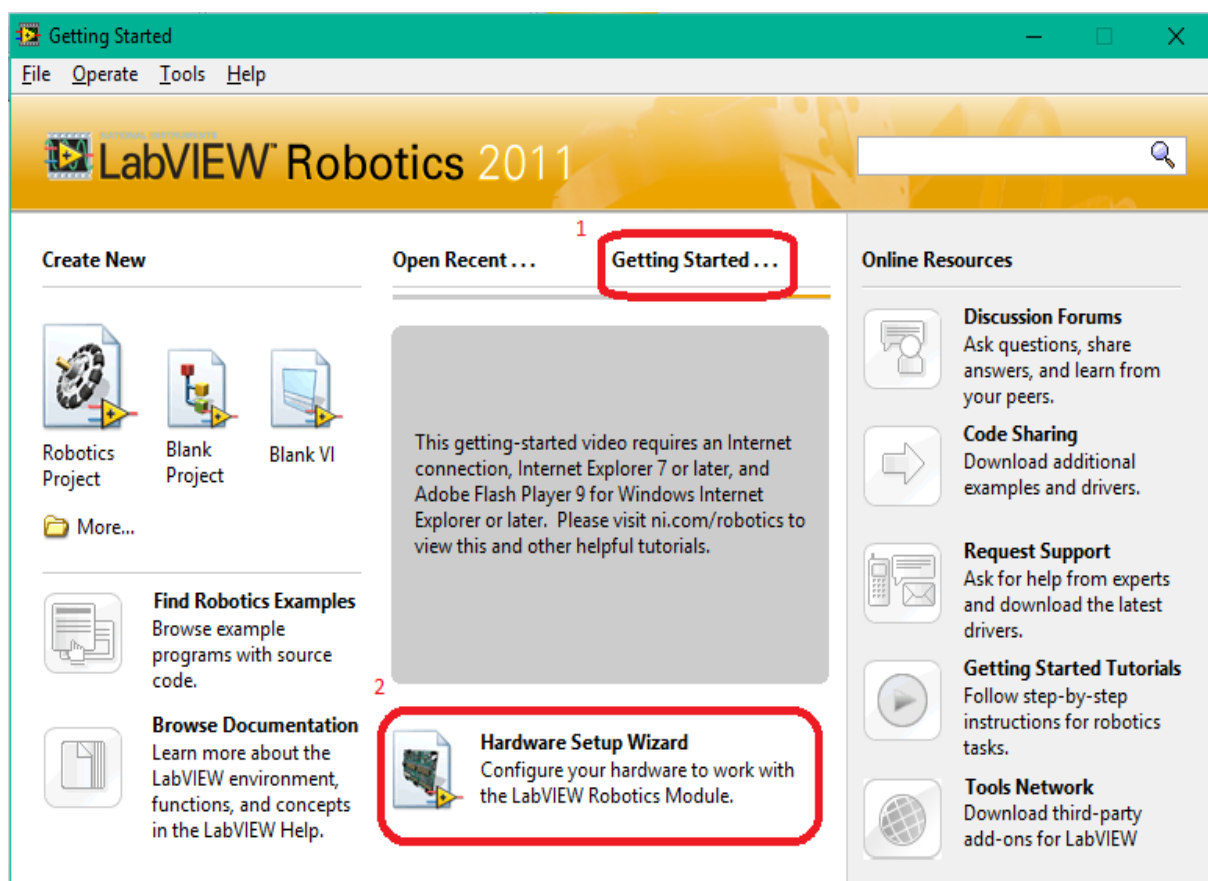 Getting Started
File Operate Tools Help
NATIONAL INSTRUMENTS
LabVIEW™ Robotics 2011
1
Create New
Robotics
Project
Blank
Project
Blank VI
More...
Find Robotics Examples
Browse example
programs with source
code.
Browse Documentation
Learn more about the
LabVIEW environment,
functions, and concepts
in the LabVIEW Help.
Open Recent . . .
Getting Started . . .
This getting-started video requires an Internet
connection, Internet Explorer 7 or later, and
Adobe Flash Player 9 for Windows Internet
Explorer or later. Please visit ni.com/robotics to
view this and other helpful tutorials.
2
Hardware Setup Wizard
Configure your hardware to work with
the LabVIEW Robotics Module.
Online Resources
Discussion Forums
Ask questions, share
answers, and learn from
your peers.
Code Sharing
Download additional
examples and drivers.
Request Support
Ask for help from experts
and download the latest
drivers.
Getting Started Tutorials
Follow step-by-step
instructions for robotics
tasks.
Tools Network
Download third-party
add-ons for LabVIEW